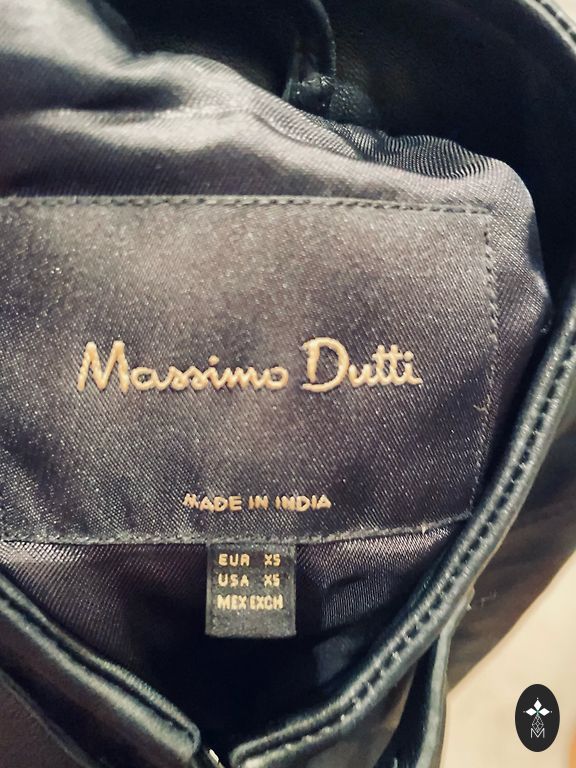 Massimo Dutti
MADE IN INDIA
EUR XS
USA XS
MEX EXCH